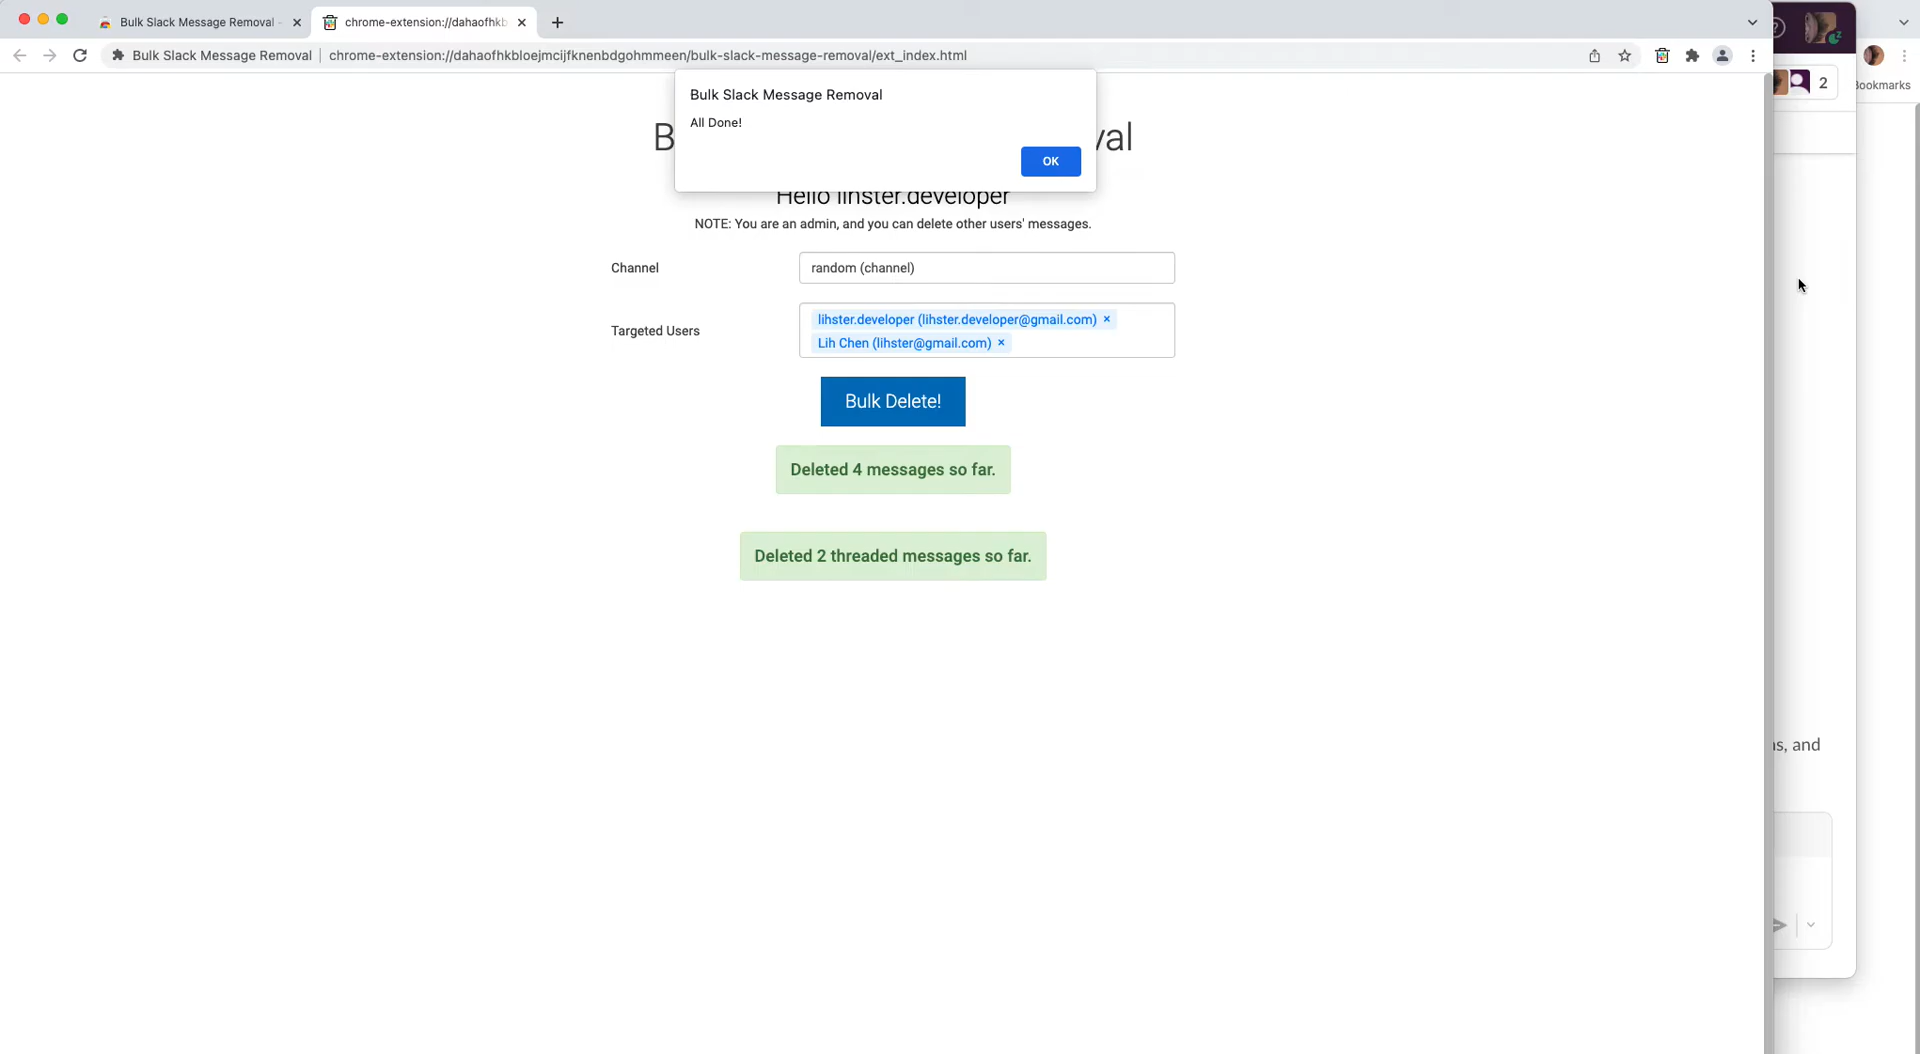 Bulk Slack Message Removal -
chrome-extension://dahaofhkb
Bulk Slack Message Removal | chrome-extension://dahaofhkbloejmcijfknenbdgohmmeen/bulk-slack-message-removal/ext_index.html
2
Bookmarks
Bulk Slack Message Removal
All Done!
OK
B
val
Hello lihster.developer
NOTE: You are an admin, and you can delete other users' messages.
Channel
random (channel)
Targeted Users
lihster.developer (lihster.developer@gmail.com) ×
Lih Chen (lihster@gmail.com) ×
Bulk Delete!
Deleted 4 messages so far.
Deleted 2 threaded messages so far.
s, and